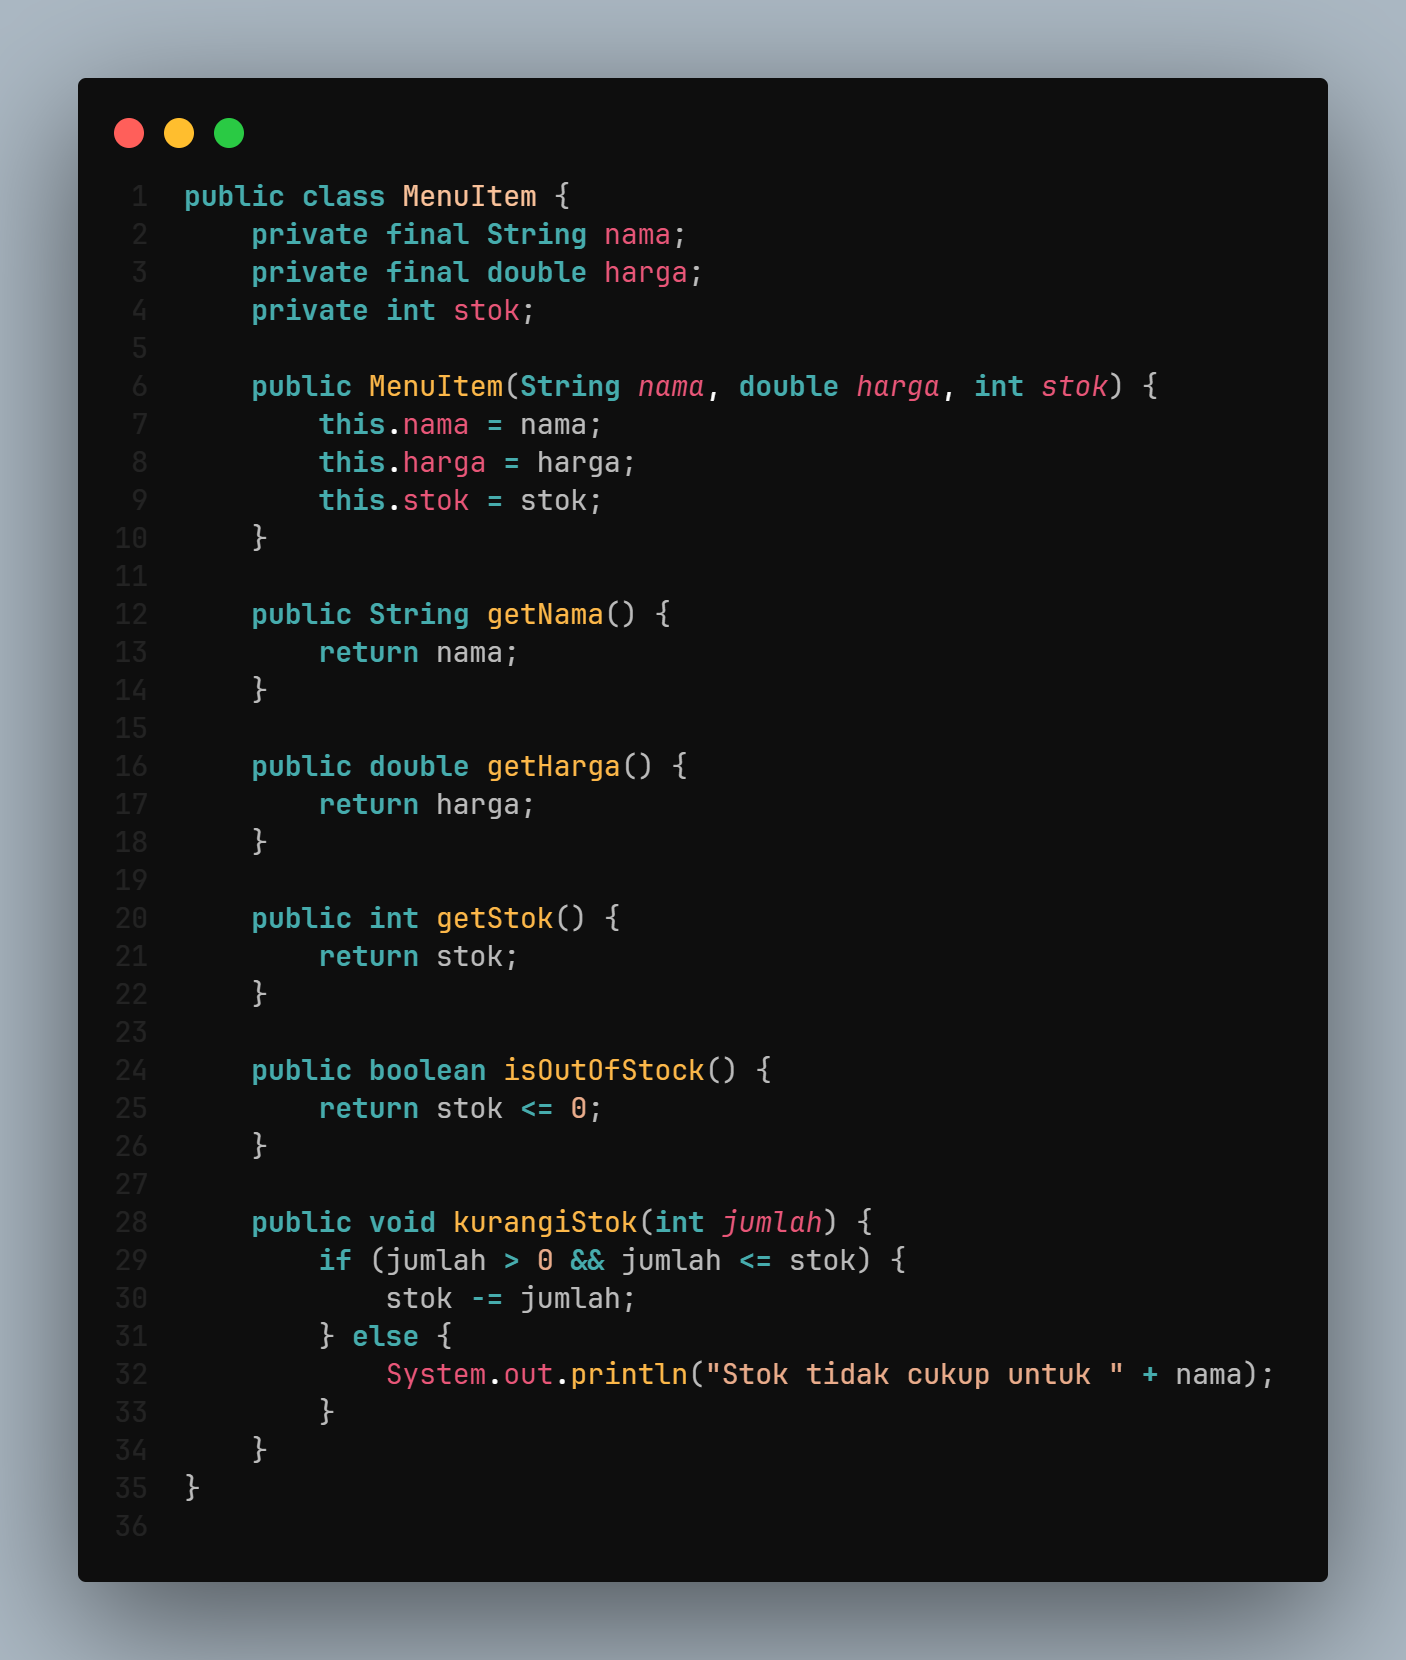 1 public class MenuItem {
2     private final String nama;
3     private final double harga;
4     private int stok;
5
6     public MenuItem(String nama, double harga, int stok) {
7         this.nama = nama;
8         this.harga = harga;
9         this.stok = stok;
10     }
11
12     public String getNama() {
13         return nama;
14     }
15
16     public double getHarga() {
17         return harga;
18     }
19
20     public int getStok() {
21         return stok;
22     }
23
24     public boolean isOutOfStock() {
25         return stok <= 0;
26     }
27
28     public void kurangiStok(int jumlah) {
29         if (jumlah > 0 && jumlah <= stok) {
30             stok -= jumlah;
31         } else {
32             System.out.println("Stok tidak cukup untuk " + nama);
33         }
34     }
35 }
36